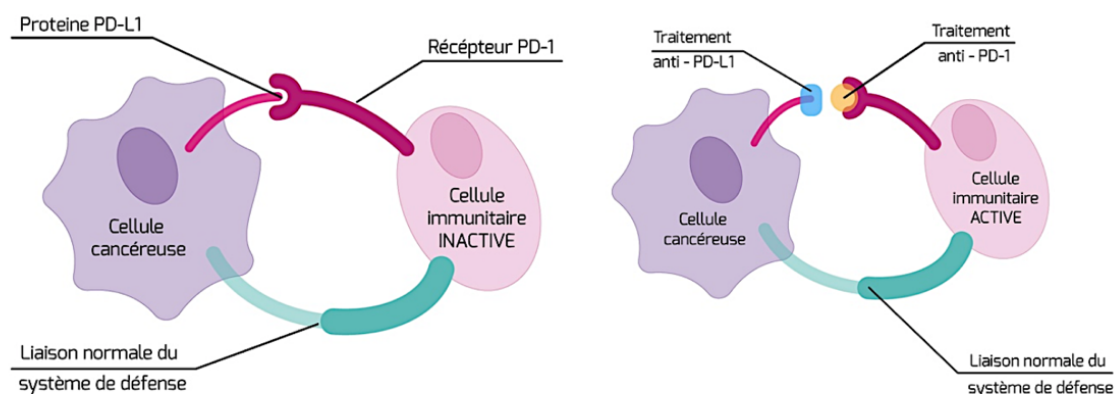 Proteine PD-L1
Récépteur PD-1
Cellule
cancéreuse
Cellule
immunitaire
INACTIVE
Liaison normale du
système de défense
Traitement
anti - PD-L1
Traitement
anti - PD-1
Cellule
cancéreuse
Cellule
immunitaire
ACTIVE
Liaison normale du
système de défense